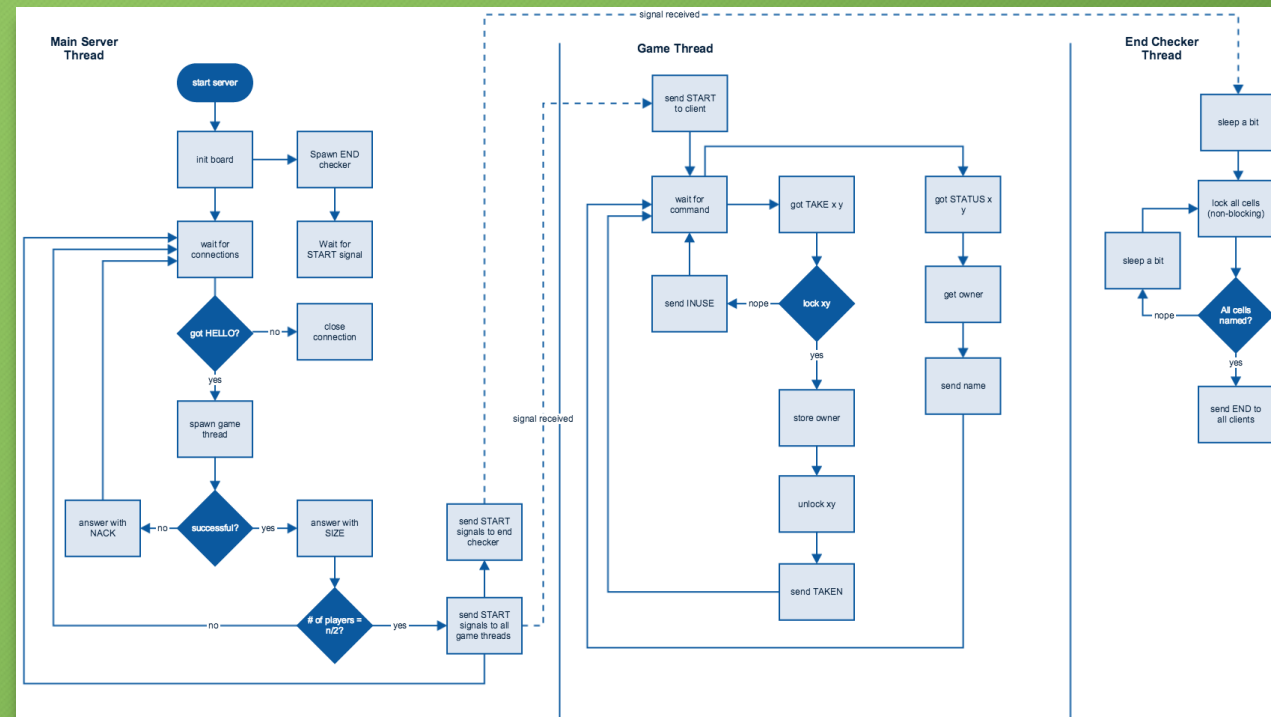 signal received
Main Server
Thread
start server
init board
Spawn END
checker
wait for
connections
Wait for
START signal
got HELLO?
no
close
connection
yes
spawn game
thread
successful?
no
answer with
NACK
yes
answer with
SIZE
# of players =
n/2?
no
yes
send START
signals to end
checker
send START
signals to all
game threads
signal received
Game Thread
send START
to client
wait for
command
got TAKE x y
got STATUS x
y
send INUSE
nope
lock xy
get owner
yes
send name
store owner
unlock xy
send TAKEN
End Checker
Thread
sleep a bit
lock all cells
(non-blocking)
sleep a bit
nope
All cells
named?
yes
send END to
all clients